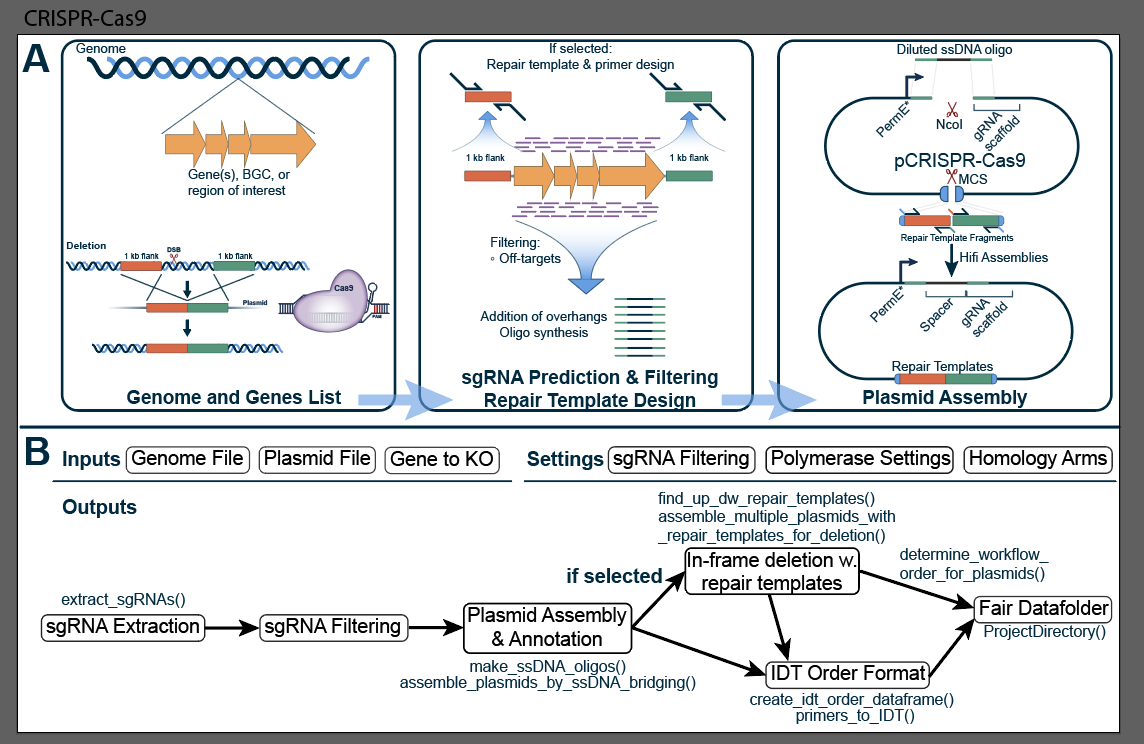 CRISPR-Cas9
A
Genome
Gene(s), BGC, or
region of interest
Deletion
1 kb flank
DSB
1 kb flank
Plasmid
Cas9
PAM
Genome and Genes List
If selected:
Repair template & primer design
1 kb flank
1 kb flank
Filtering:
◦ Off-targets
Addition of overhangs
Oligo synthesis
sgRNA Prediction & Filtering
Repair Template Design
Diluted ssDNA oligo
PermE*
NcoI
gRNA
scaffold
pCRISPR-Cas9
MCS
Repair Template Fragments
Hifi Assemblies
PermE*
Spacer
gRNA
scaffold
Repair Templates
Plasmid Assembly
B
Inputs
Genome File
Plasmid File
Gene to KO
Settings
sgRNA Filtering
Polymerase Settings
Homology Arms
Outputs
extract_sgRNAs()
sgRNA Extraction
sgRNA Filtering
Plasmid Assembly
& Annotation
make_ssDNA_oligos()
assemble_plasmids_by_ssDNA_bridging()
if selected
find_up_dw_repair_templates()
assemble_multiple_plasmids_with
_repair_templates_for_deletion()
In-frame deletion w.
repair templates
IDT Order Format
create_idt_order_dataframe()
primers_to_IDT()
determine_workflow_
order_for_plasmids()
Fair Datafolder
ProjectDirectory()